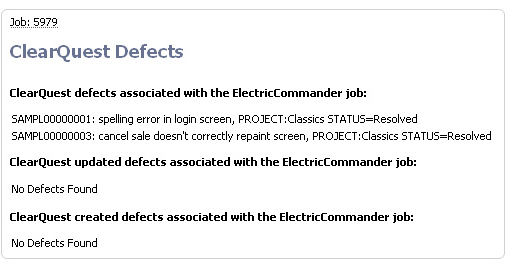 Job: 5979
ClearQuest Defects
ClearQuest defects associated with the ElectricCommander job:
SAMPL00000001: spelling error in login screen, PROJECT:Classics STATUS=Resolved
SAMPL00000003: cancel sale doesn't correctly repaint screen, PROJECT:Classics STATUS=Resolved
ClearQuest updated defects associated with the ElectricCommander job:
No Defects Found
ClearQuest created defects associated with the ElectricCommander job:
No Defects Found